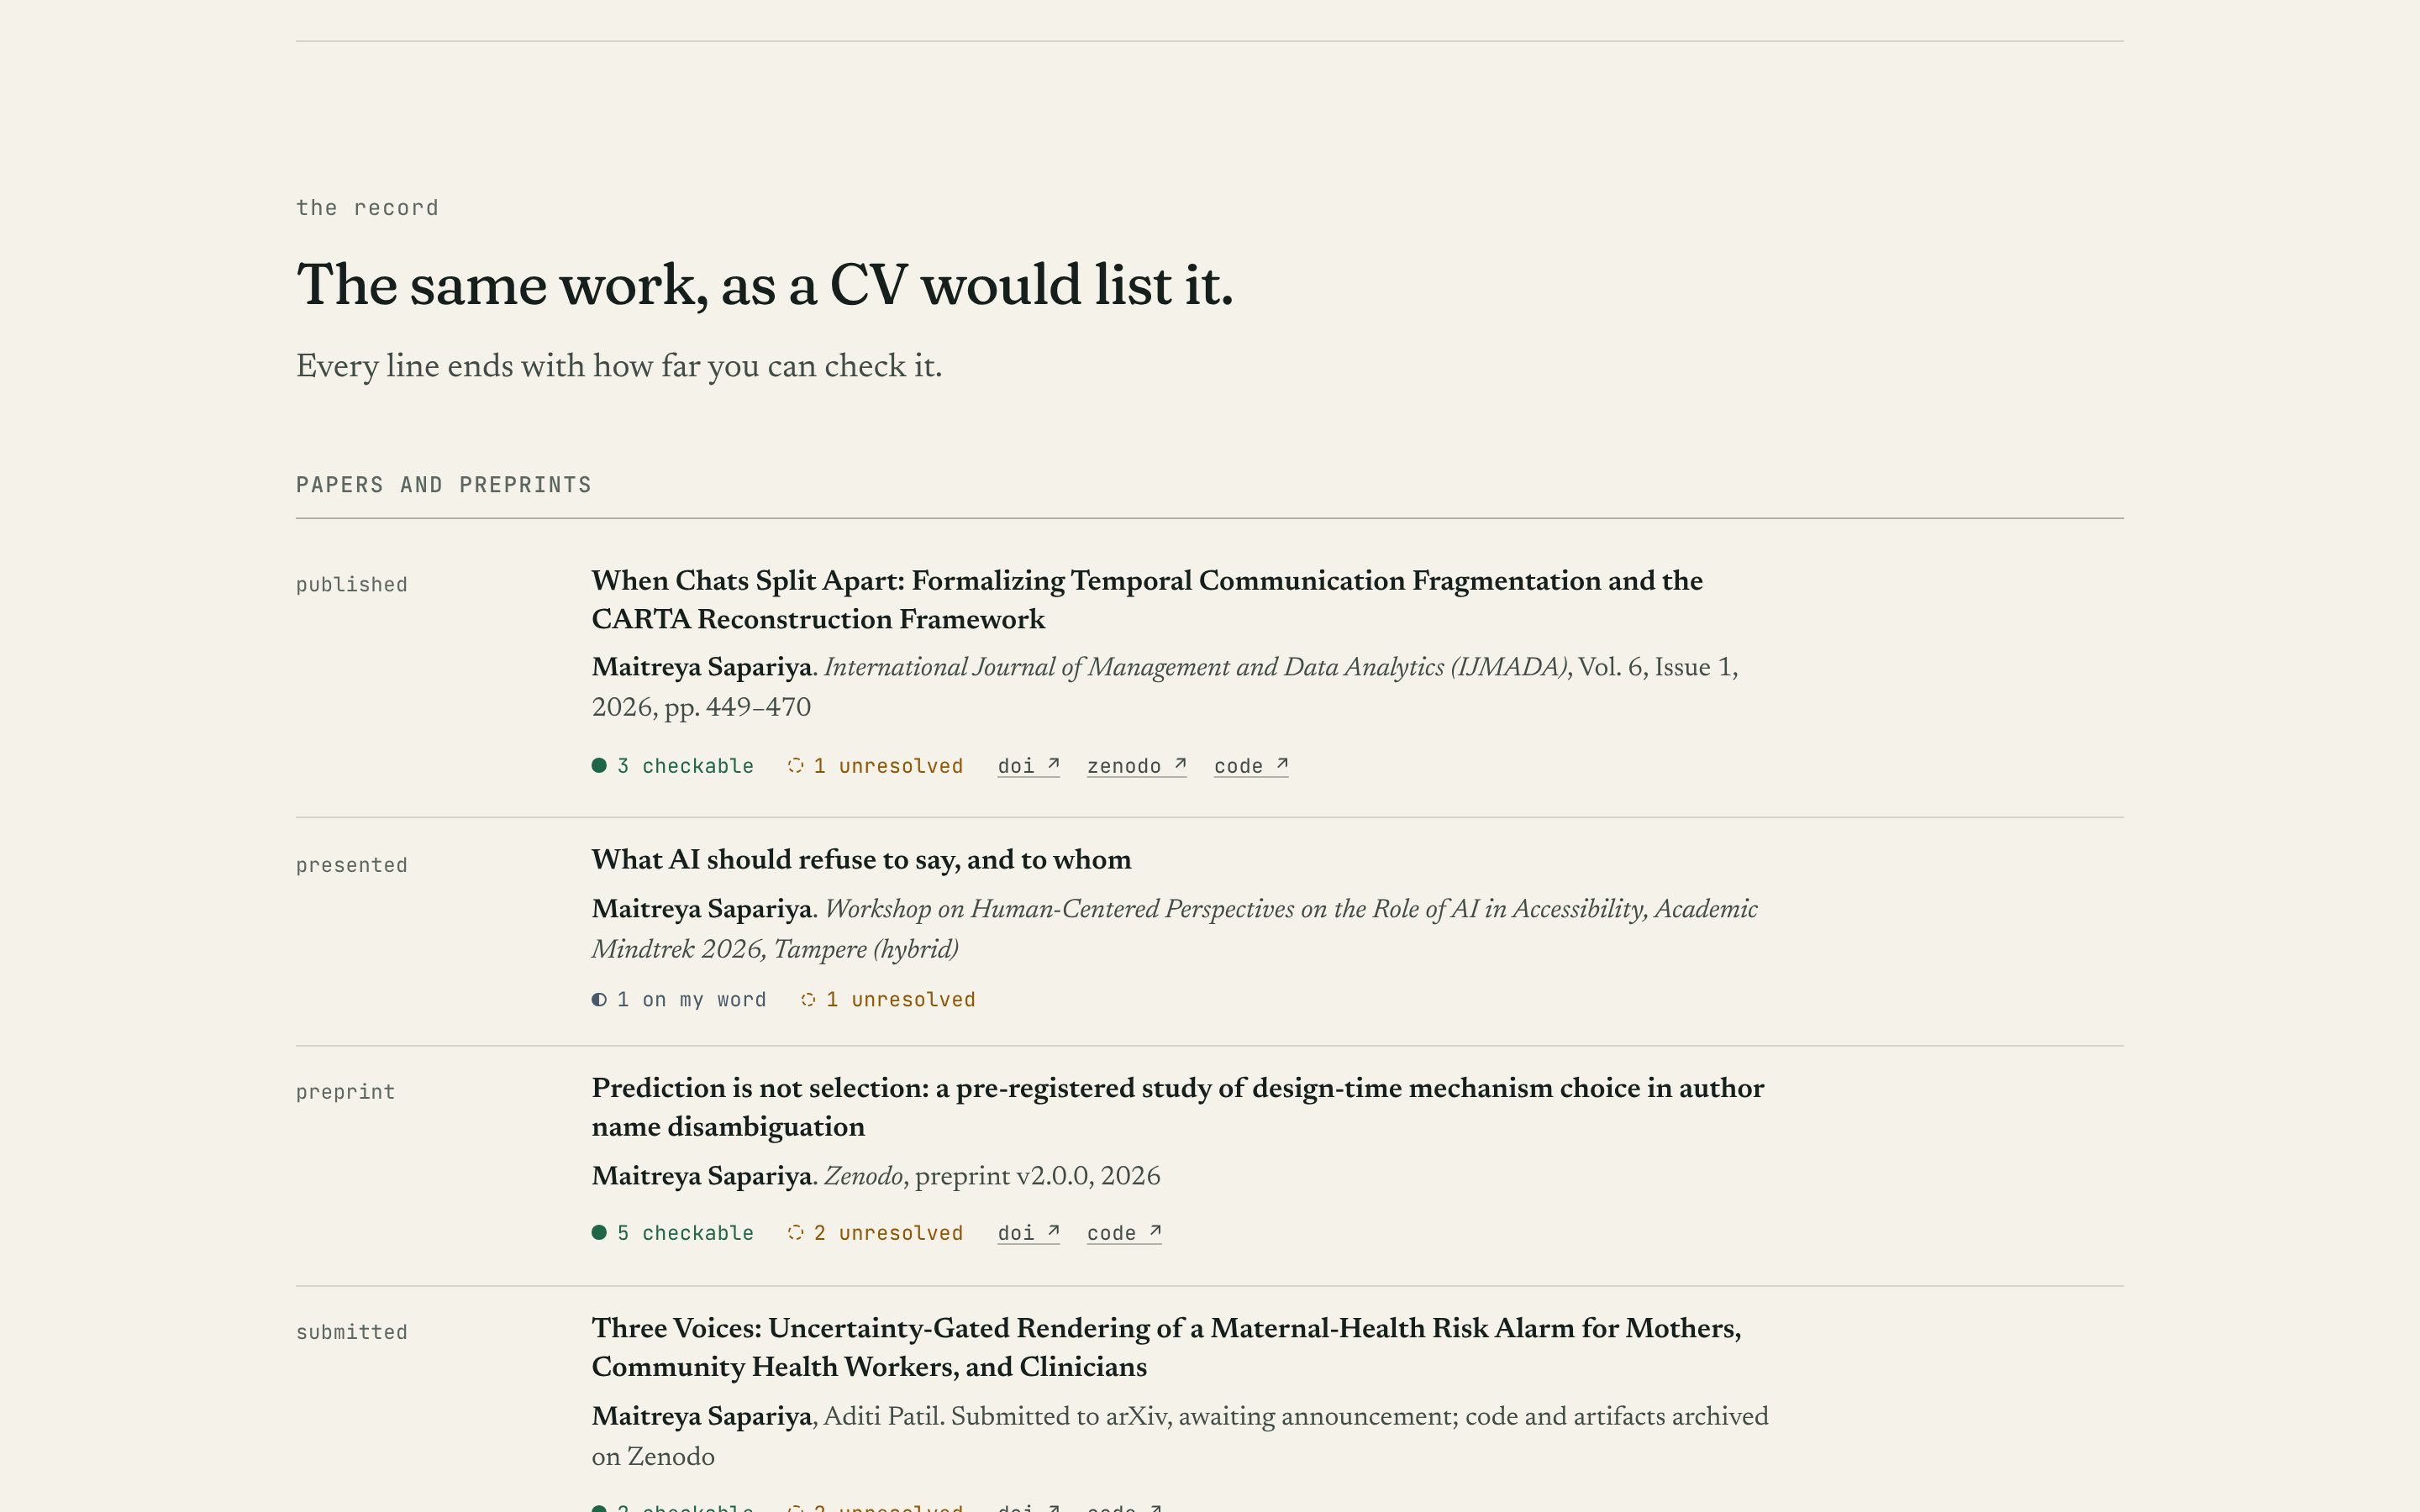 the record
The same work, as a CV would list it.
Every line ends with how far you can check it.
PAPERS AND PREPRINTS
published
When Chats Split Apart: Formalizing Temporal Communication Fragmentation and the
CARTA Reconstruction Framework
Maitreya Sapariya. International Journal of Management and Data Analytics (IJMADA), Vol. 6, Issue 1,
2026, pp. 449–470
3 checkable 1 unresolved doi ↗ zenodo ↗ code ↗
presented
What AI should refuse to say, and to whom
Maitreya Sapariya. Workshop on Human-Centered Perspectives on the Role of AI in Accessibility, Academic
Mindtrek 2026, Tampere (hybrid)
1 on my word 1 unresolved
preprint
Prediction is not selection: a pre-registered study of design-time mechanism choice in author
name disambiguation
Maitreya Sapariya. Zenodo, preprint v2.0.0, 2026
5 checkable 2 unresolved doi ↗ code ↗
submitted
Three Voices: Uncertainty-Gated Rendering of a Maternal-Health Risk Alarm for Mothers,
Community Health Workers, and Clinicians
Maitreya Sapariya, Aditi Patil. Submitted to arXiv, awaiting announcement; code and artifacts archived
on Zenodo
checkable unresolved doi ↗ code ↗